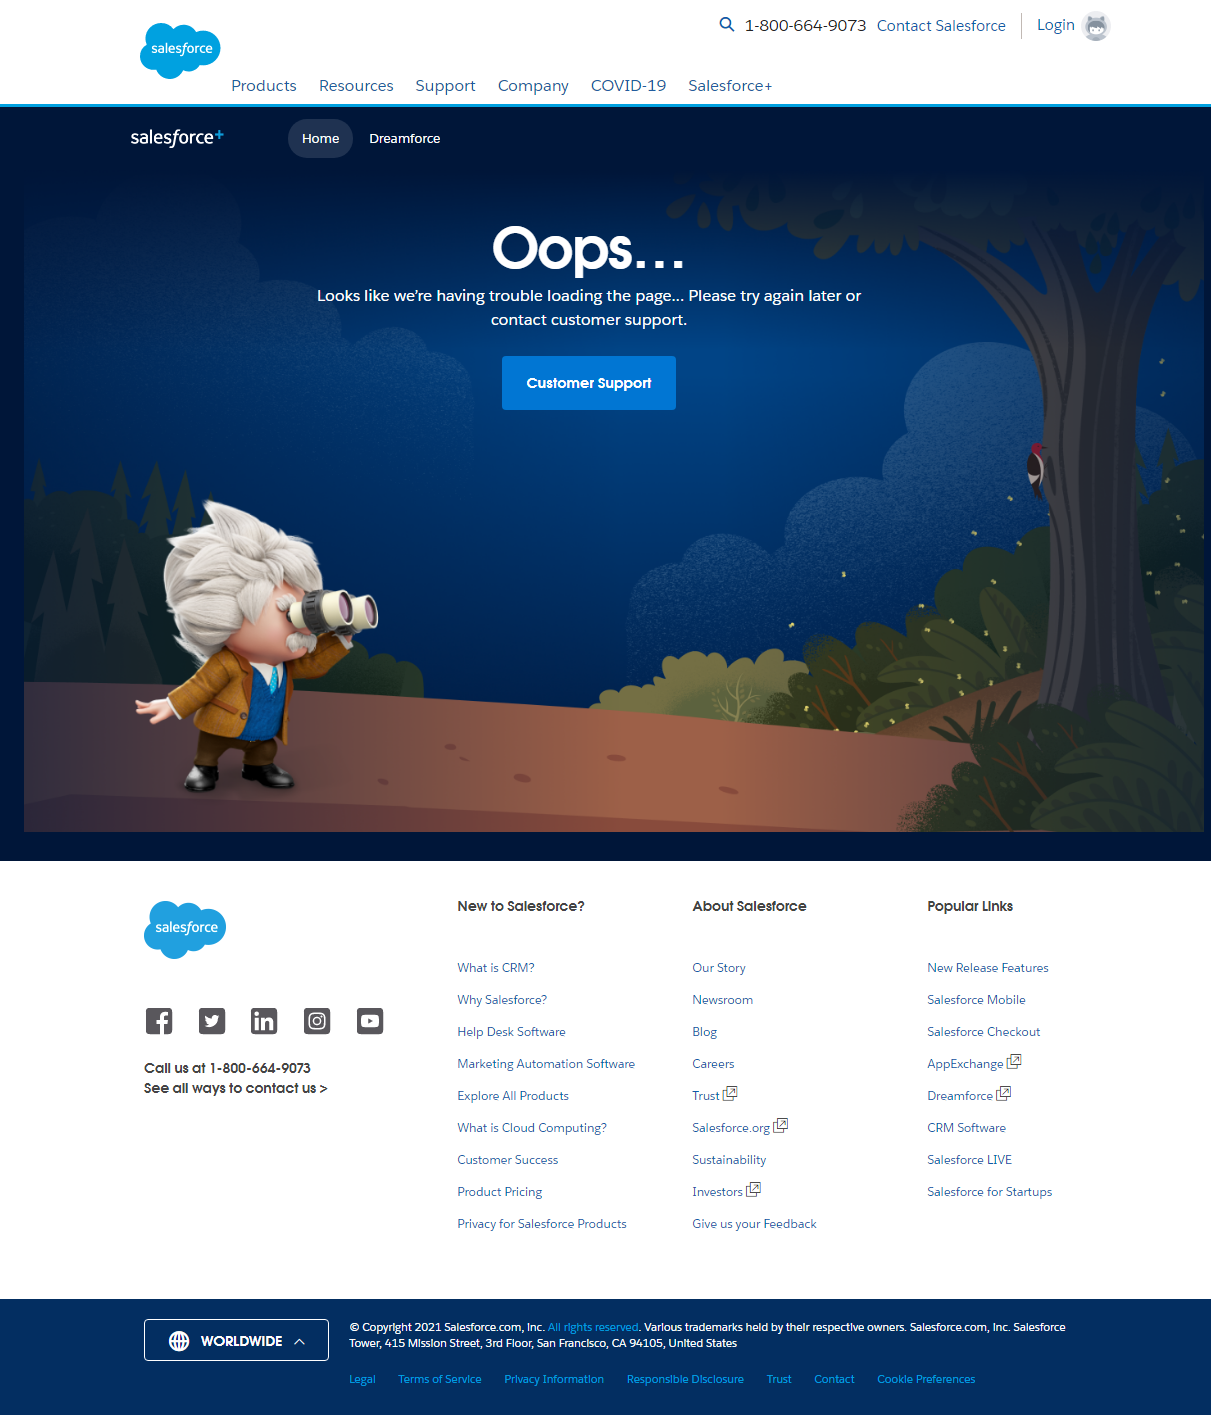 salesforce
1-800-664-9073 Contact Salesforce Login
Products Resources Support Company COVID-19 Salesforce+
salesforce+ Home Dreamforce
Oops...
Looks like we're having trouble loading the page... Please try again later or
contact customer support.
Customer Support
salesforce
Call us at 1-800-664-9073
See all ways to contact us >
New to Salesforce?
What is CRM?
Why Salesforce?
Help Desk Software
Marketing Automation Software
Explore All Products
What is Cloud Computing?
Customer Success
Product Pricing
Privacy for Salesforce Products
About Salesforce
Our Story
Newsroom
Blog
Careers
Trust
Salesforce.org
Sustainability
Investors
Give us your Feedback
Popular Links
New Release Features
Salesforce Mobile
Salesforce Checkout
AppExchange
Dreamforce
CRM Software
Salesforce LIVE
Salesforce for Startups
WORLDWIDE
© Copyright 2021 Salesforce.com, inc. All rights reserved. Various trademarks held by their respective owners. Salesforce.com, inc. Salesforce
Tower, 415 Mission Street, 3rd Floor, San Francisco, CA 94105, United States
Legal Terms of Service Privacy Information Responsible Disclosure Trust Contact Cookie Preferences